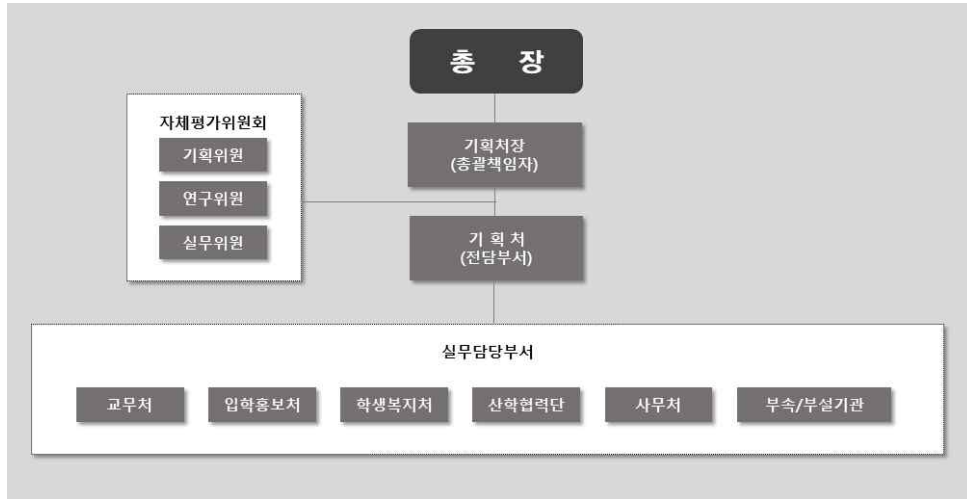 총 장
자체평가위원회
기획위원
연구위원
실무위원
기획처장
(총괄책임자)
기 획 처
(전담부서)
실무담당부서
교무처
입학홍보처
학생복지처
산학협력단
사무처
부속/부설기관